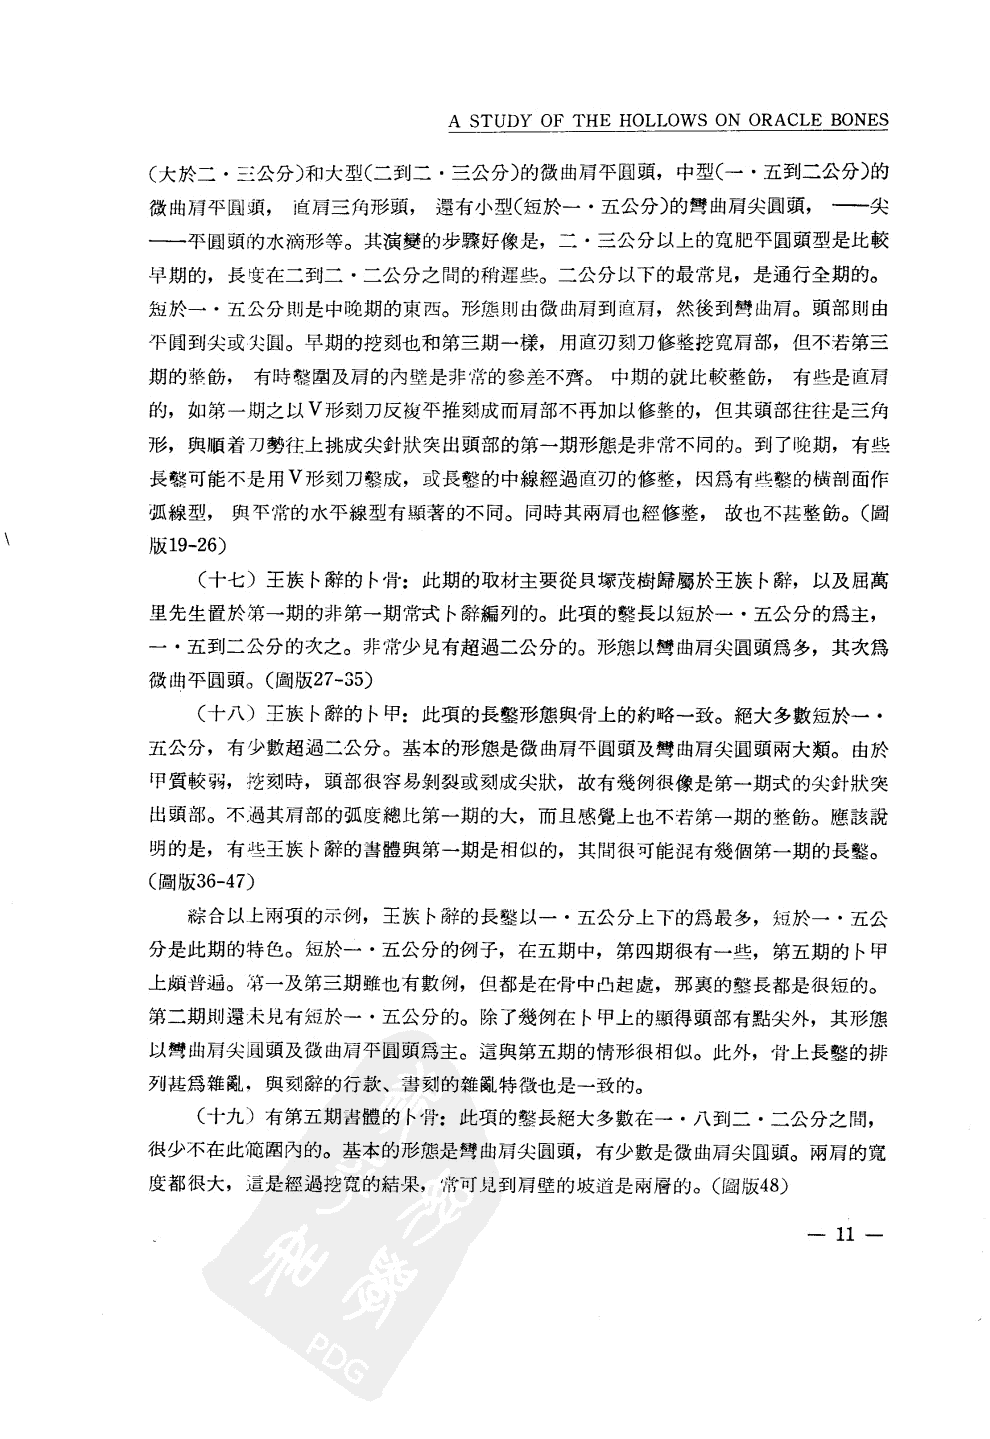 A STUDY OF THE HOLLOWS ON ORACLE BONES
(大於二・三公分)和大型(二到二・三公分)的微曲肩平圓頭，中型(一・五到二公分)的
微曲肩平圓頭，直肩三角形頭，還有小型(短於一・五公分)的彎曲肩尖圓頭，——尖
——平圓頭的水滴形等。其演變的步驟好像是，二・三公分以上的寬肥平圓頭型是比較
早期的，長度在二到二・二公分之間的稍遲些。二公分以下的最常見，是通行全期的。
短於一・五公分則是中晚期的東西。形態則由微曲肩到直肩，然後到彎曲肩。頭部則由
平圓到尖或尖圓。早期的挖刻也和第三期一樣，用直刃刻刀修整挖寬肩部，但不若第三
期的整飭，有時鑿圍及肩的內壁是非常的參差不齊。中期的就比較整飭，有些是直肩
的，如第一期之以V形刻刀反複平推刻成而肩部不再加以修整的，但其頭部往往是三角
形，與順着刀勢往上挑成尖針狀突出頭部的第一期形態是非常不同的。到了晚期，有些
長鑿可能不是用V形刻刀鑿成，或長鑿的中線經過直刃的修整，因爲有些鑿的橫剖面作
弧線型，與平常的水平線型有顯著的不同。同時其兩肩也經修整，故也不甚整飭。(圖
版19-26)
(十七) 王族卜辭的卜骨：此期的取材主要從貝塚茂樹歸屬於王族卜辭，以及屈萬
里先生置於第一期的非第一期常式卜辭編列的。此項的鑿長以短於一・五公分的爲主，
一・五到二公分的次之。非常少見有超過二公分的。形態以彎曲肩尖圓頭爲多，其次爲
微曲平圓頭。(圖版27-35)
(十八) 王族卜辭的卜甲：此項的長鑿形態與骨上的約略一致。絕大多數短於一・
五公分，有少數超過二公分。基本的形態是微曲肩平圓頭及彎曲肩尖圓頭兩大類。由於
甲質較弱，挖刻時，頭部很容易剝裂或刻成尖狀，故有幾例很像是第一期式的尖針狀突
出頭部。不過其肩部的弧度總比第一期的大，而且感覺上也不若第一期的整飭。應該說
明的是，有些王族卜辭的書體與第一期是相似的，其間很可能混有幾個第一期的長鑿。
(圖版36-47)
綜合以上兩項的示例，王族卜辭的長鑿以一・五公分上下的爲最多，短於一・五公
分是此期的特色。短於一・五公分的例子，在五期中，第四期很有一些，第五期的卜甲
上頗普遍。第一及第三期雖也有數例，但都是在骨中凸起處，那裏的鑿長都是很短的。
第二期則還未見有短於一・五公分的。除了幾例在卜甲上的顯得頭部有點尖外，其形態
以彎曲肩尖圓頭及微曲肩平圓頭爲主。這與第五期的情形很相似。此外，骨上長鑿的排
列甚爲雜亂，與刻辭的行款、書刻的雜亂特徵也是一致的。
(十九) 有第五期書體的卜骨：此項的鑿長絕大多數在一・八到二・二公分之間，
很少不在此範圍內的。基本的形態是彎曲肩尖圓頭，有少數是微曲肩尖圓頭。兩肩的寬
度都很大，這是經過挖寬的結果，常可見到肩壁的坡道是兩層的。(圖版48)
— 11 —
PDG